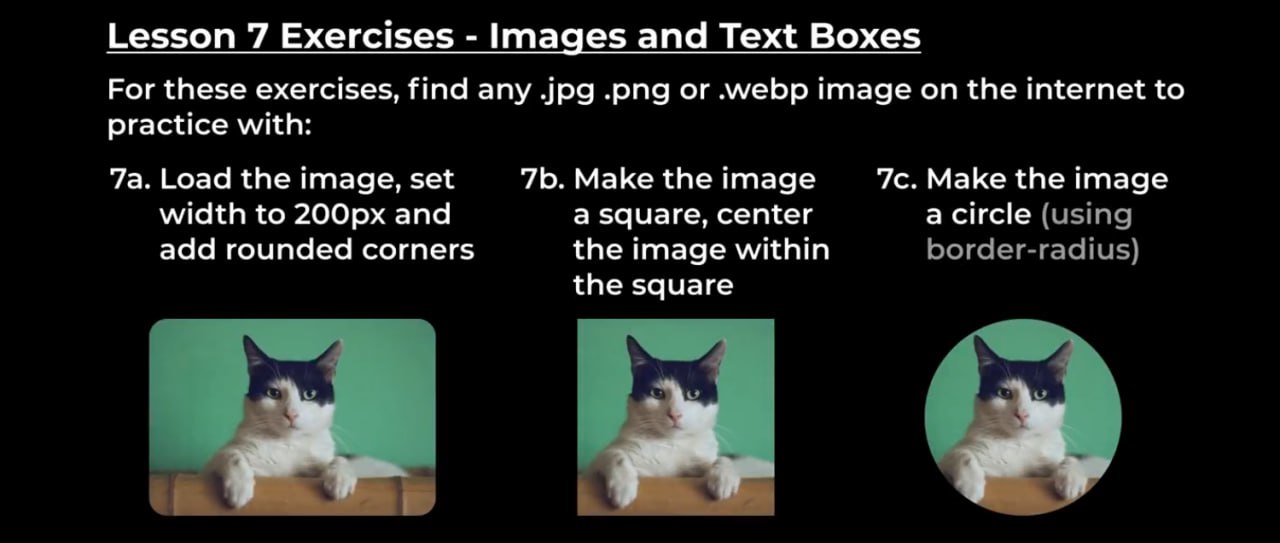 Lesson 7 Exercises - Images and Text Boxes
For these exercises, find any .jpg .png or .webp image on the internet to
practice with:
7a. Load the image, set
width to 200px and
add rounded corners
7b. Make the image
a square, center
the image within
the square
7c. Make the image
a circle (using
border-radius)